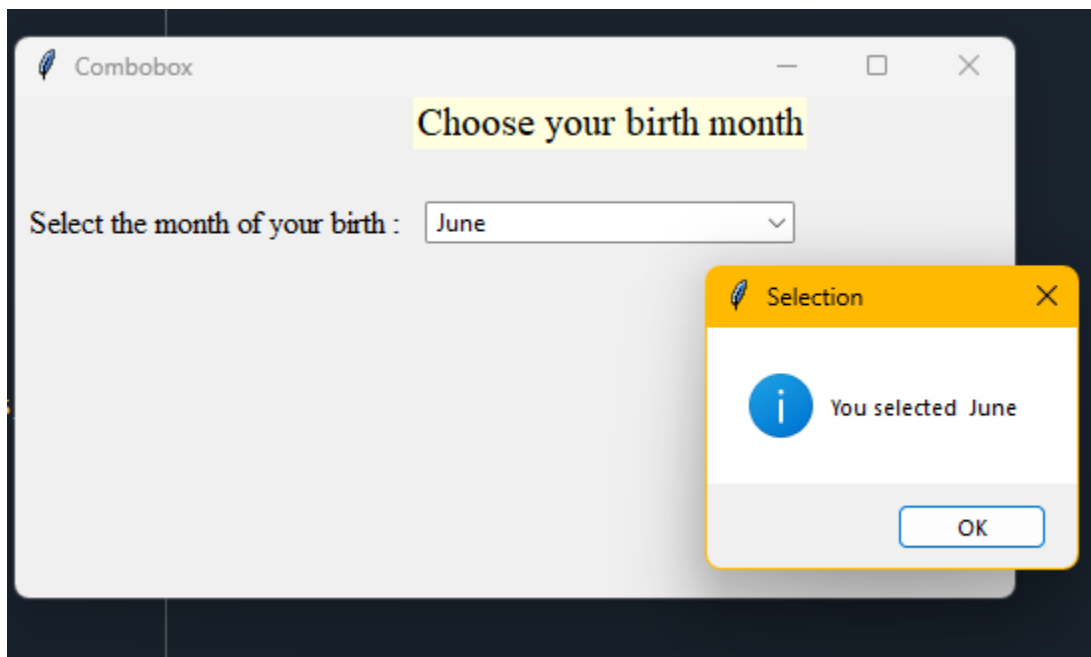 Combobox
Choose your birth month
Select the month of your birth : June
Selection
You selected  June
OK